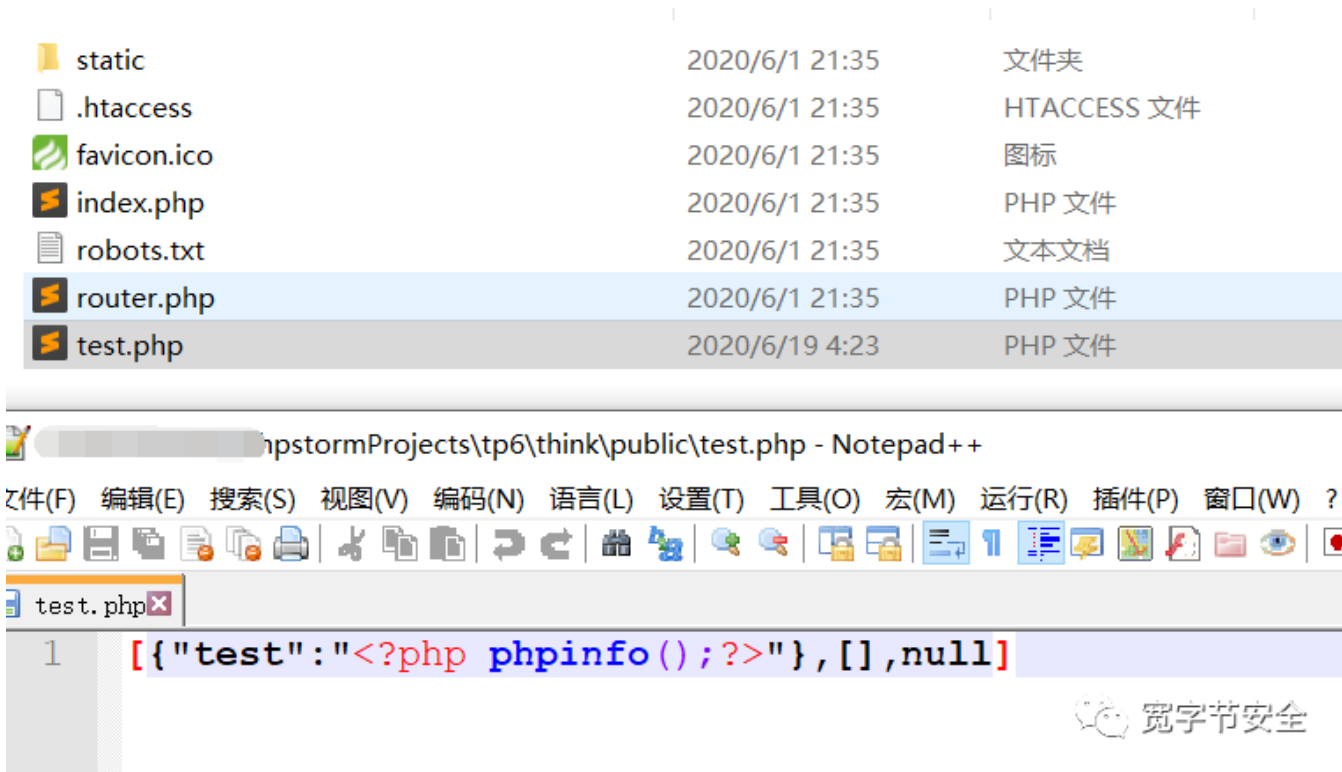 static 2020/6/1 21:35 文件夹
.htaccess 2020/6/1 21:35 HTACCESS 文件
favicon.ico 2020/6/1 21:35 图标
index.php 2020/6/1 21:35 PHP 文件
robots.txt 2020/6/1 21:35 文本文档
router.php 2020/6/1 21:35 PHP 文件
test.php 2020/6/19 4:23 PHP 文件
hpstormProjects\tp6\think\public\test.php - Notepad++
文件(F) 编辑(E) 搜索(S) 视图(V) 编码(N) 语言(L) 设置(T) 工具(O) 宏(M) 运行(R) 插件(P) 窗口(W) ?
test.php
1 [{"test":"<?php phpinfo();?>"},[],null]
宽字节安全